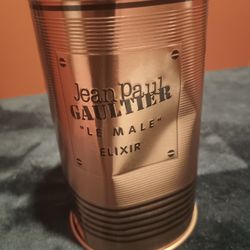 Jean Paul
GAULTIER
"LE MALE"
ELIXIR